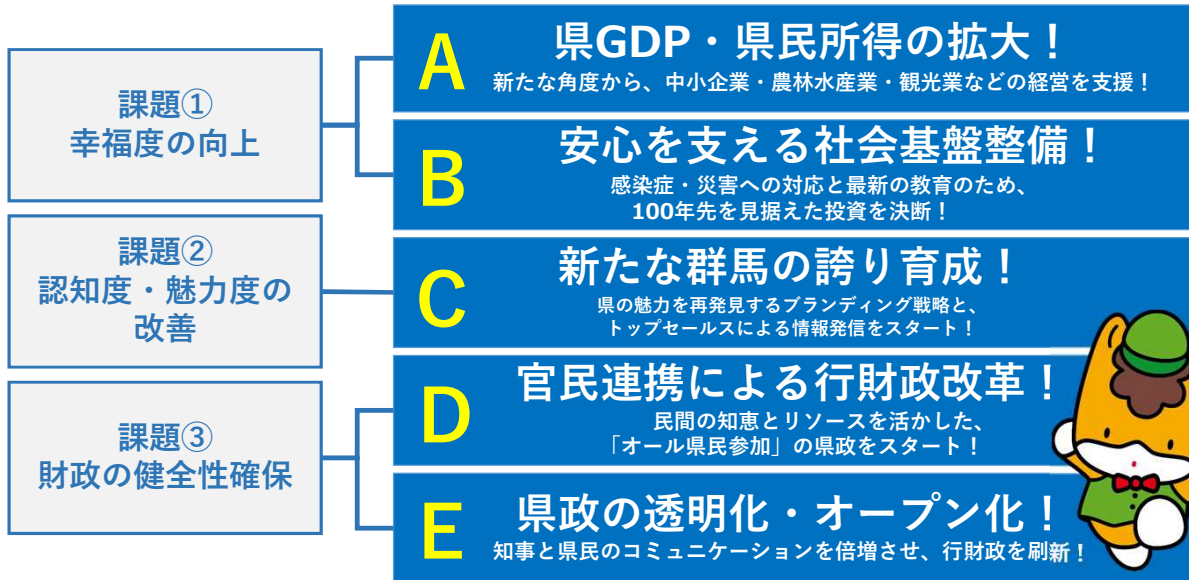 課題①
幸福度の向上
A
県GDP・県民所得の拡大！
新たな角度から、中小企業・農林水産業・観光業などの経営を支援！
B
安心を支える社会基盤整備！
感染症・災害への対応と最新の教育のため、
100年先を見据えた投資を決断！
課題②
認知度・魅力度の
改善
C
新たな群馬の誇り育成！
県の魅力を再発見するブランディング戦略と、
トップセールスによる情報発信をスタート！
課題③
財政の健全性確保
D
官民連携による行財政改革！
民間の知恵とリソースを活かした、
「オール県民参加」の県政をスタート！
E
県政の透明化・オープン化！
知事と県民のコミュニケーションを倍増させ、行財政を刷新！